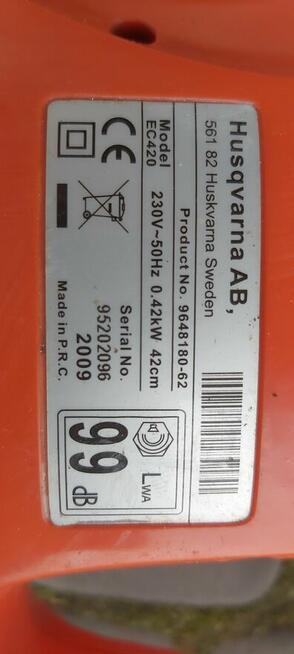 Husqvarna AB,
561 82 Huskvarna Sweden
Product No. 9648180-62
Model
EC420
230V~50Hz 0.42kW 42cm
CE
Serial No.
95202096
2009
Made in P.R.C.
LWA
99 dB